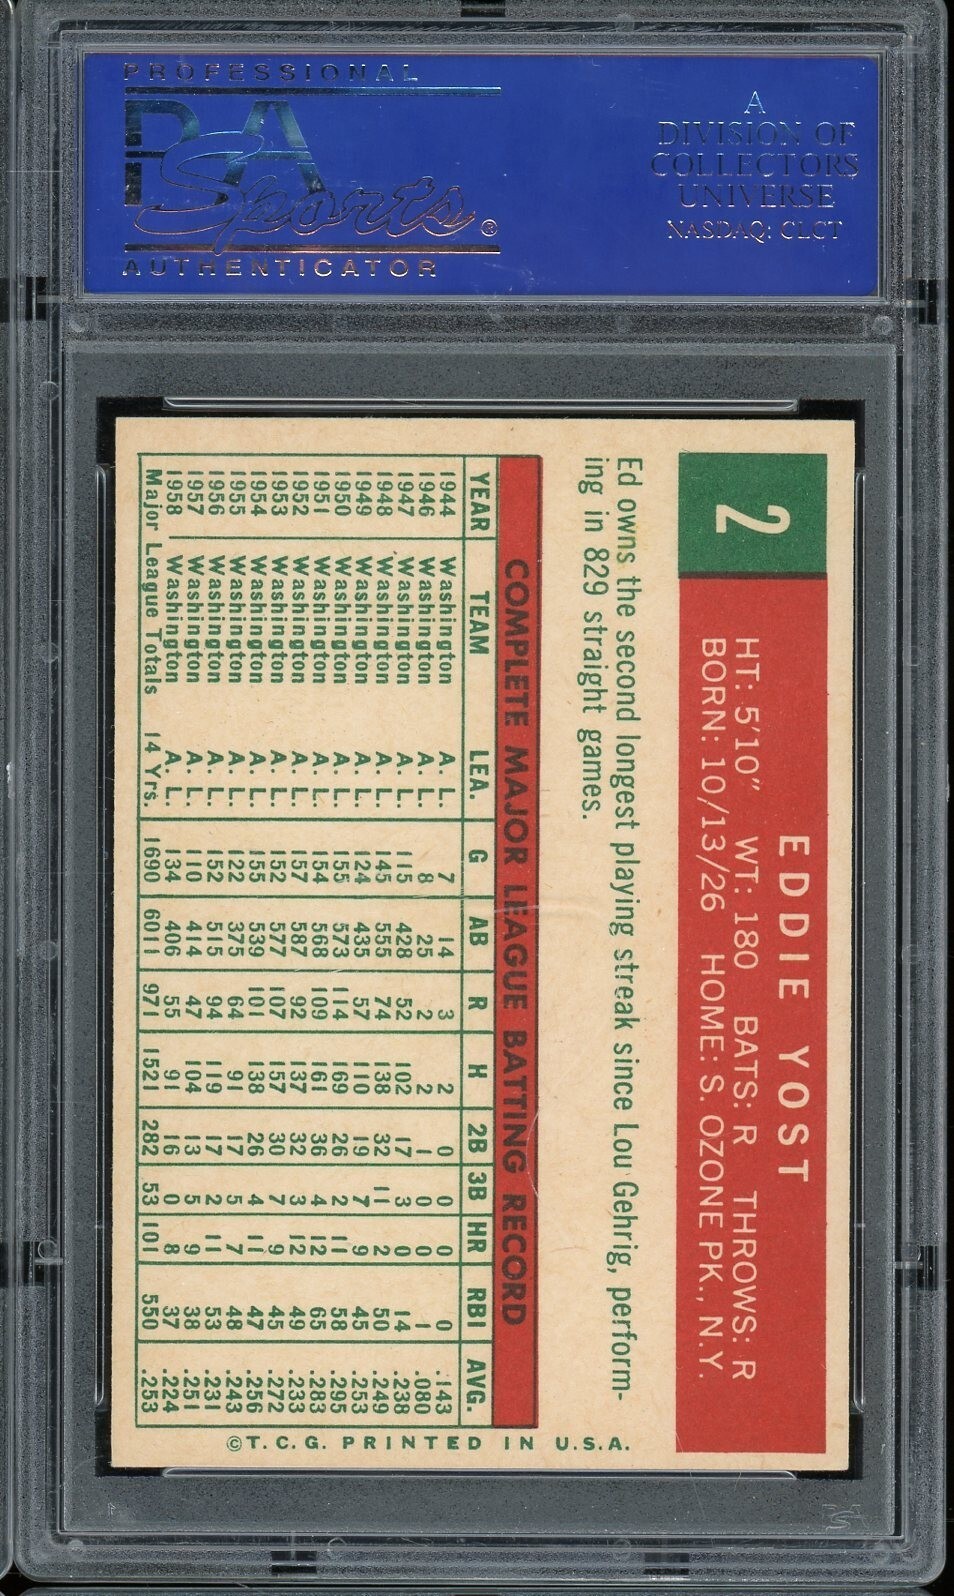 PROFESSIONAL
PSA
Sports®
AUTHENTICATOR
A
DIVISION OF
COLLECTORS
UNIVERSE
NASDAQ: CLCT
2
EDDIE YOST
HT: 5'10" WT: 180 BATS: R THROWS: R
BORN: 10/13/26 HOME: S. OZONE PK., N.Y.
Ed owns the second longest playing streak since Lou Gehrig, perform-
ing in 829 straight games.
COMPLETE MAJOR LEAGUE BATTING RECORD
YEAR TEAM LEA. G AB R H 2B 3B HR RBI AVG.
1944 Washington A. L. 7 14 3 2 0 0 0 0 .143
1946 Washington A. L. 8 25 2 2 1 0 0 1 .080
1947 Washington A. L. 115 428 52 102 17 3 0 14 .238
1948 Washington A. L. 145 555 74 138 32 11 2 50 .249
1949 Washington A. L. 124 435 57 110 19 7 9 45 .253
1950 Washington A. L. 155 573 114 169 26 2 11 58 .295
1951 Washington A. L. 154 568 109 161 36 4 12 65 .283
1952 Washington A. L. 157 587 92 137 32 3 12 49 .233
1953 Washington A. L. 152 577 107 157 30 7 9 45 .272
1954 Washington A. L. 155 539 101 138 26 4 11 47 .256
1955 Washington A. L. 122 375 64 91 17 5 7 48 .243
1956 Washington A. L. 152 515 94 119 17 2 11 53 .231
1957 Washington A. L. 110 414 47 104 13 5 9 38 .251
1958 Washington A. L. 134 406 55 91 16 0 8 37 .224
Major League Totals 14 Yrs. 1690 6011 971 1521 282 53 101 550 .253
©T.C.G. PRINTED IN U.S.A.
PSA